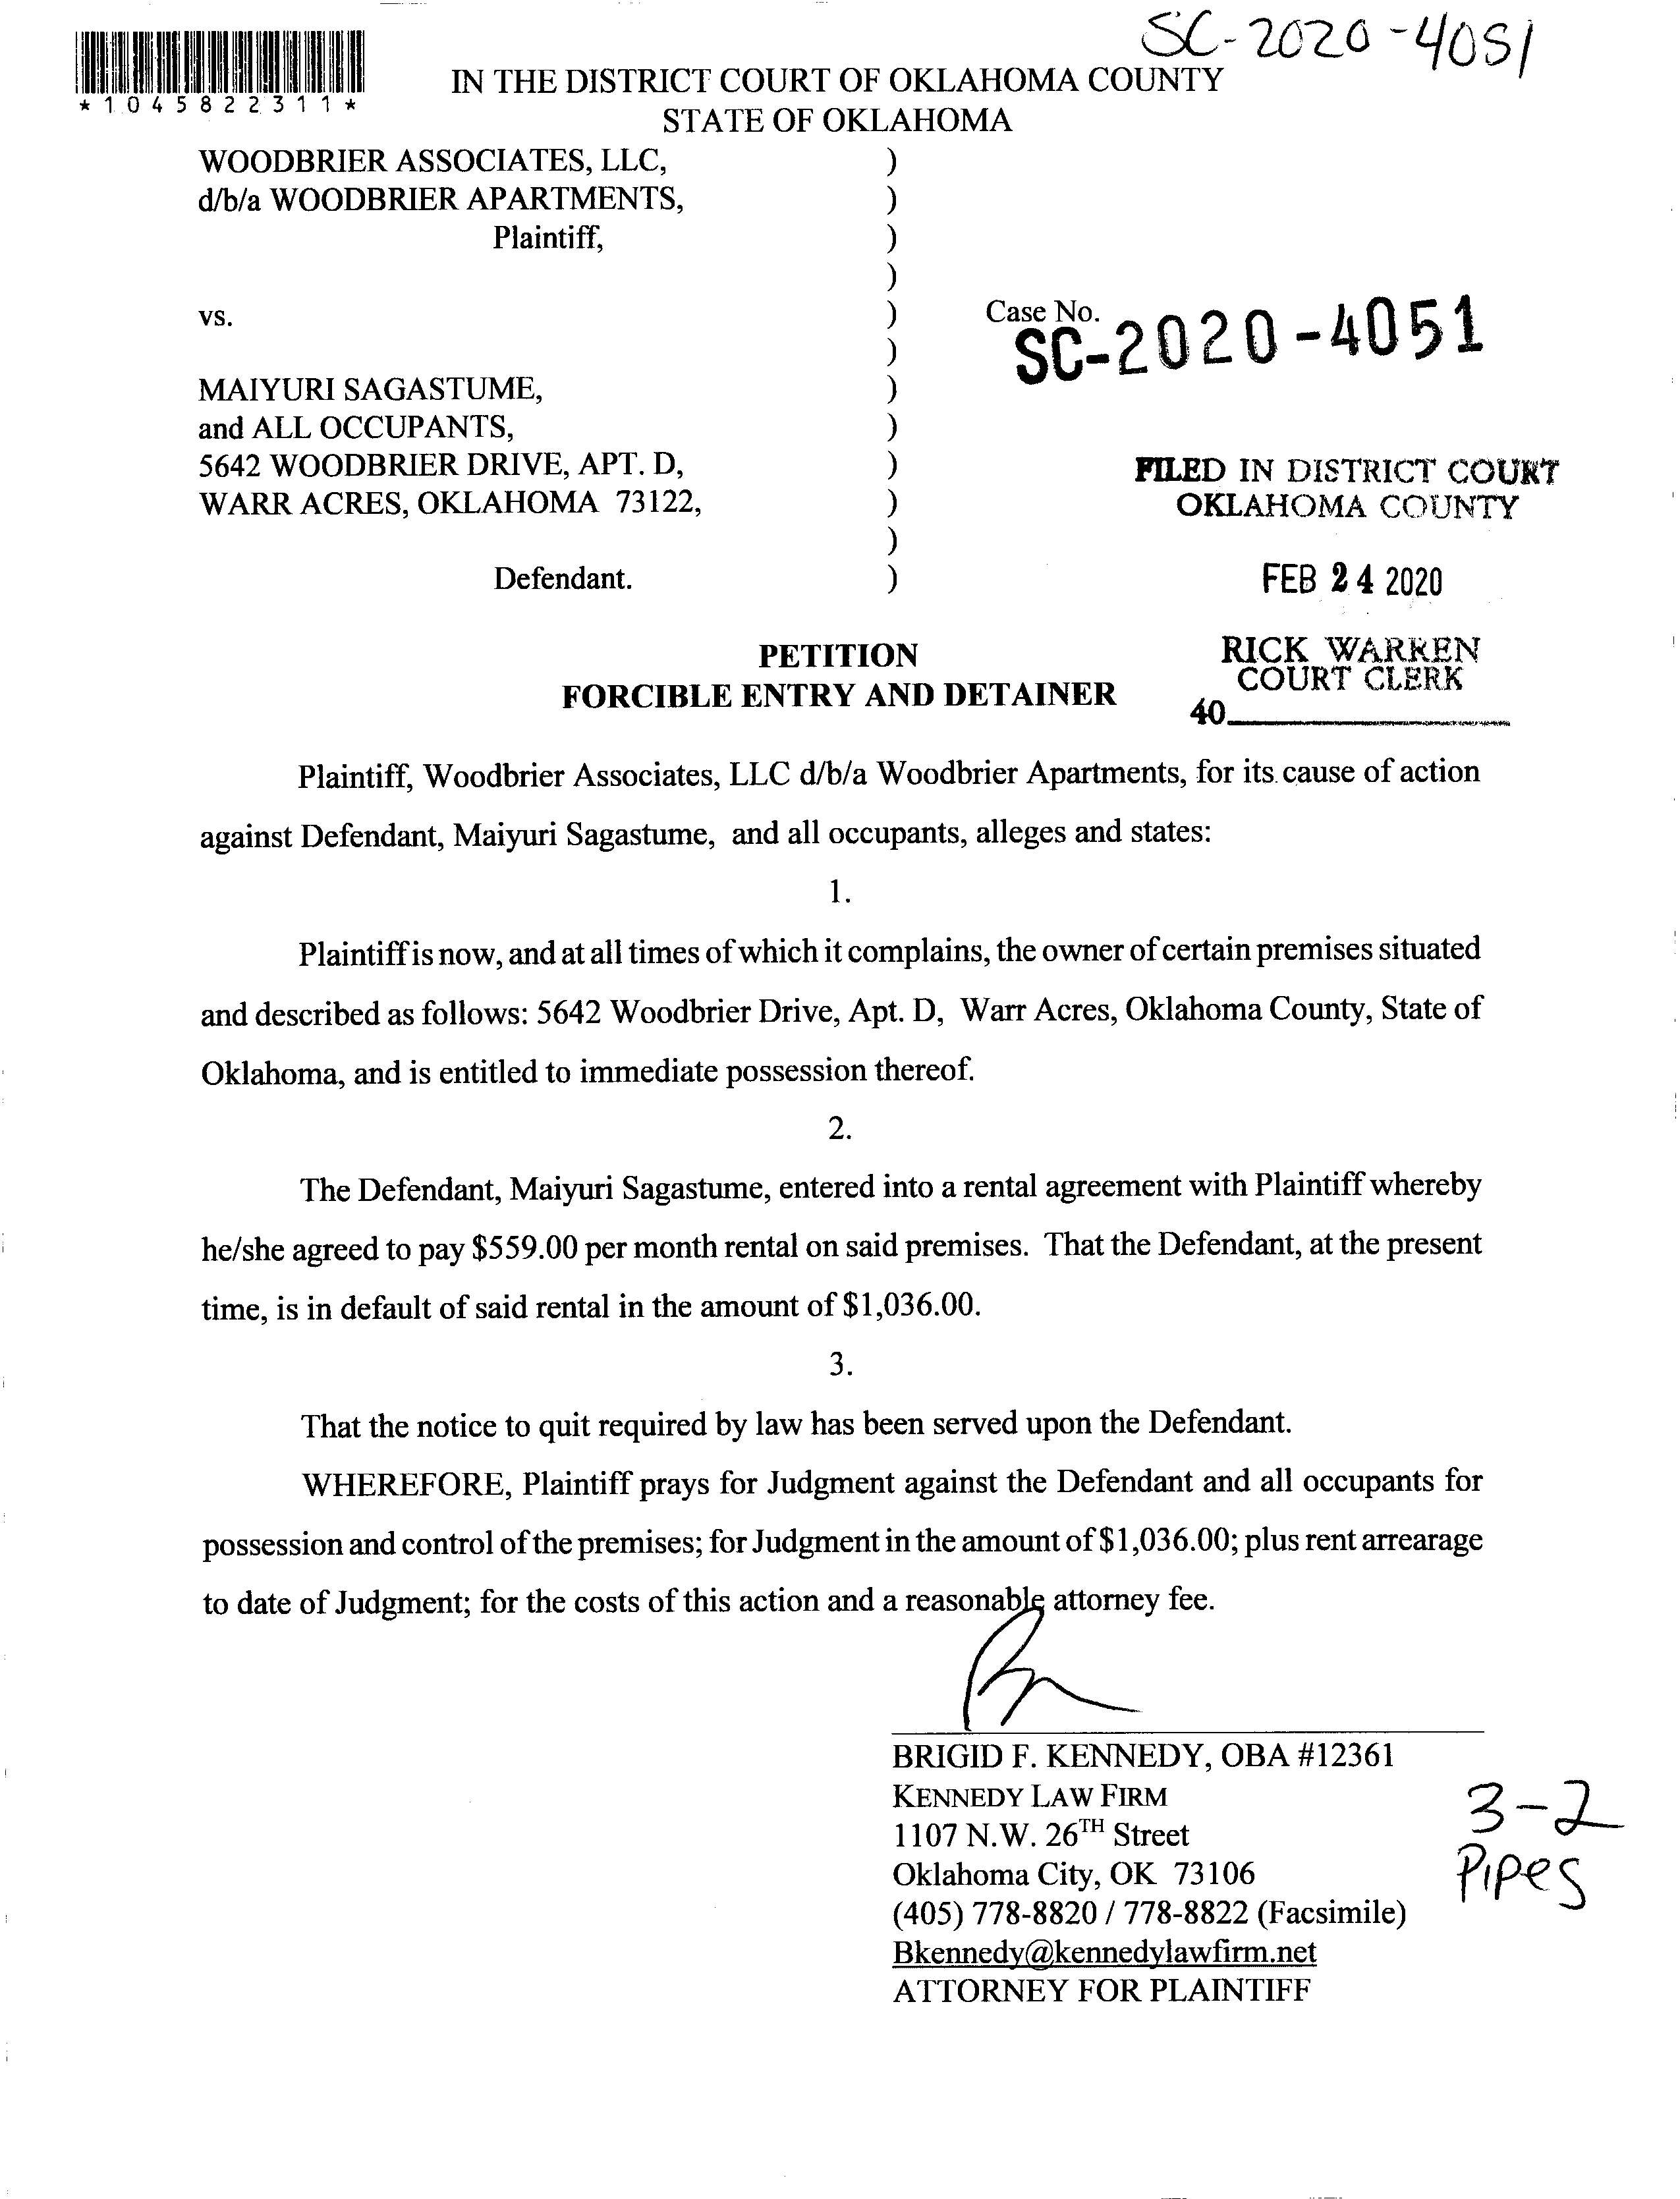 SC-2020-4051
*1045822311*
IN THE DISTRICT COURT OF OKLAHOMA COUNTY
STATE OF OKLAHOMA
WOODBRIER ASSOCIATES, LLC, )
d/b/a WOODBRIER APARTMENTS, )
Plaintiff, )
)
vs. ) Case No.
) SC-2020-4051
MAIYURI SAGASTUME, )
and ALL OCCUPANTS, )
5642 WOODBRIER DRIVE, APT. D, ) FILED IN DISTRICT COURT
WARR ACRES, OKLAHOMA 73122, ) OKLAHOMA COUNTY
)
Defendant. ) FEB 24 2020
PETITION RICK WARREN
FORCIBLE ENTRY AND DETAINER COURT CLERK
40
Plaintiff, Woodbrier Associates, LLC d/b/a Woodbrier Apartments, for its cause of action
against Defendant, Maiyuri Sagastume, and all occupants, alleges and states:
1.
Plaintiff is now, and at all times of which it complains, the owner of certain premises situated
and described as follows: 5642 Woodbrier Drive, Apt. D, Warr Acres, Oklahoma County, State of
Oklahoma, and is entitled to immediate possession thereof.
2.
The Defendant, Maiyuri Sagastume, entered into a rental agreement with Plaintiff whereby
he/she agreed to pay $559.00 per month rental on said premises. That the Defendant, at the present
time, is in default of said rental in the amount of $1,036.00.
3.
That the notice to quit required by law has been served upon the Defendant.
WHEREFORE, Plaintiff prays for Judgment against the Defendant and all occupants for
possession and control of the premises; for Judgment in the amount of $1,036.00; plus rent arrearage
to date of Judgment; for the costs of this action and a reasonable attorney fee.
BRIGID F. KENNEDY, OBA #12361
KENNEDY LAW FIRM
1107 N.W. 26TH Street
Oklahoma City, OK 73106
(405) 778-8820 / 778-8822 (Facsimile)
Bkennedy@kennedylawfirm.net
ATTORNEY FOR PLAINTIFF
3-2
Pipes